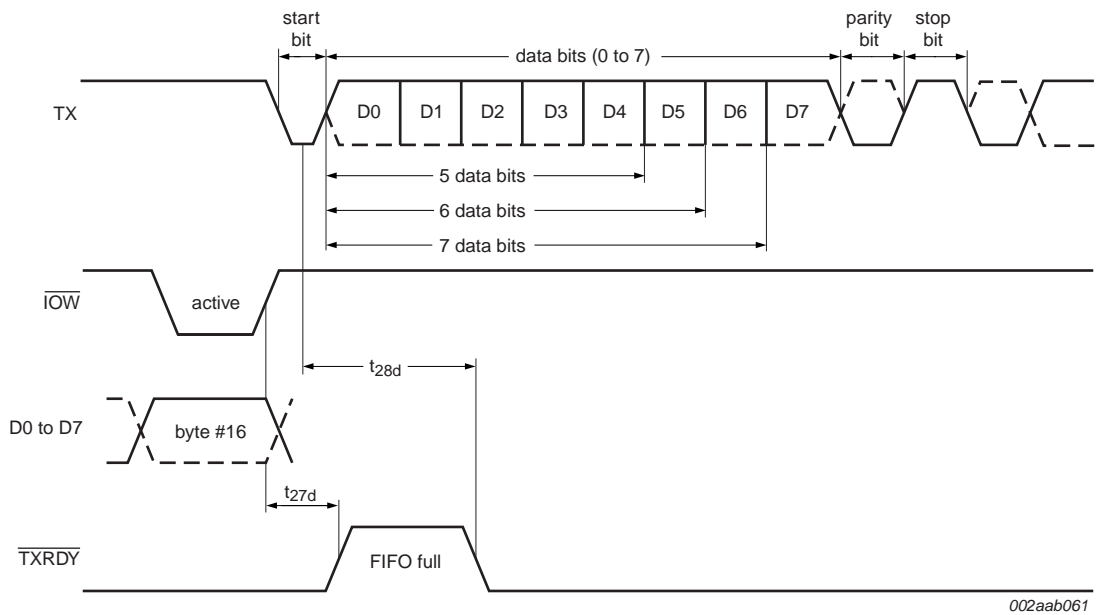 start bit
data bits (0 to 7)
parity bit
stop bit
TX
D0 D1 D2 D3 D4 D5 D6 D7
5 data bits
6 data bits
7 data bits
IOW
active
t28d
D0 to D7
byte #16
t27d
TXRDY
FIFO full
002aab061